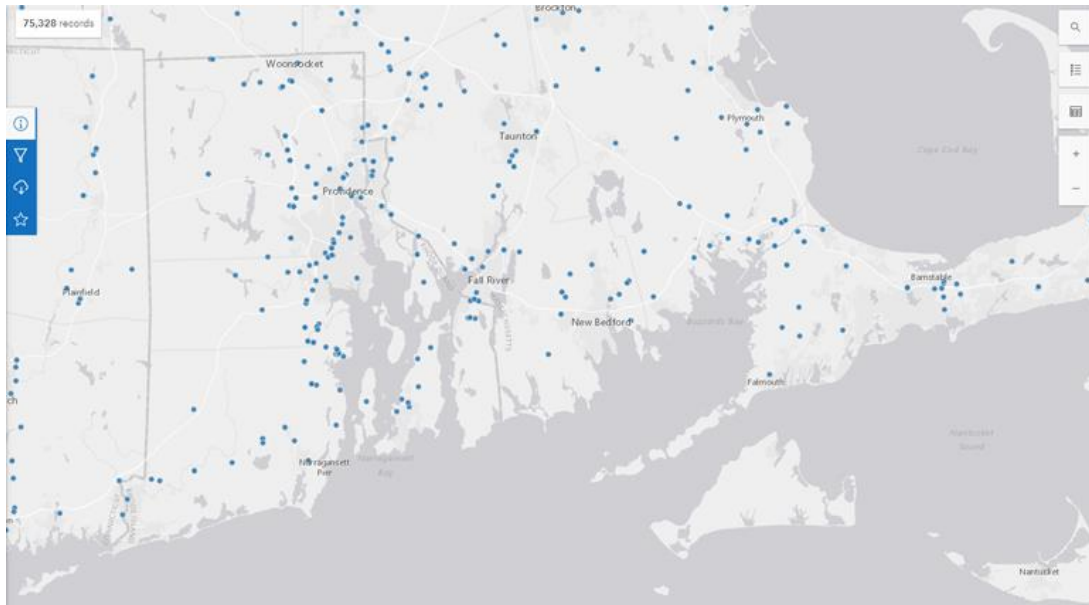 75,328 records
Brockton
Woonsocket
Plymouth
Taunton
Cape Cod Bay
Providence
Plainfield
Fall River
Barnstable
New Bedford
Buzzards Bay
Falmouth
Narragansett
Pier
Narragansett
Bay
Nantucket
Sound
Nantucket